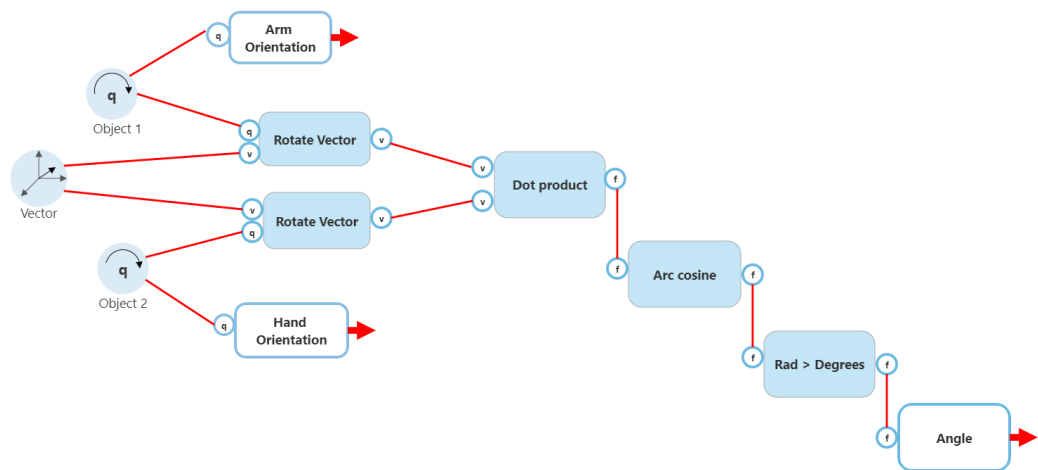 Arm
Orientation
q
q
Object 1
q
v
Rotate Vector
v
Vector
v
q
Rotate Vector
v
v
v
Dot product
f
q
Object 2
f
Arc cosine
f
q
Hand
Orientation
f
Rad > Degrees
f
f
Angle